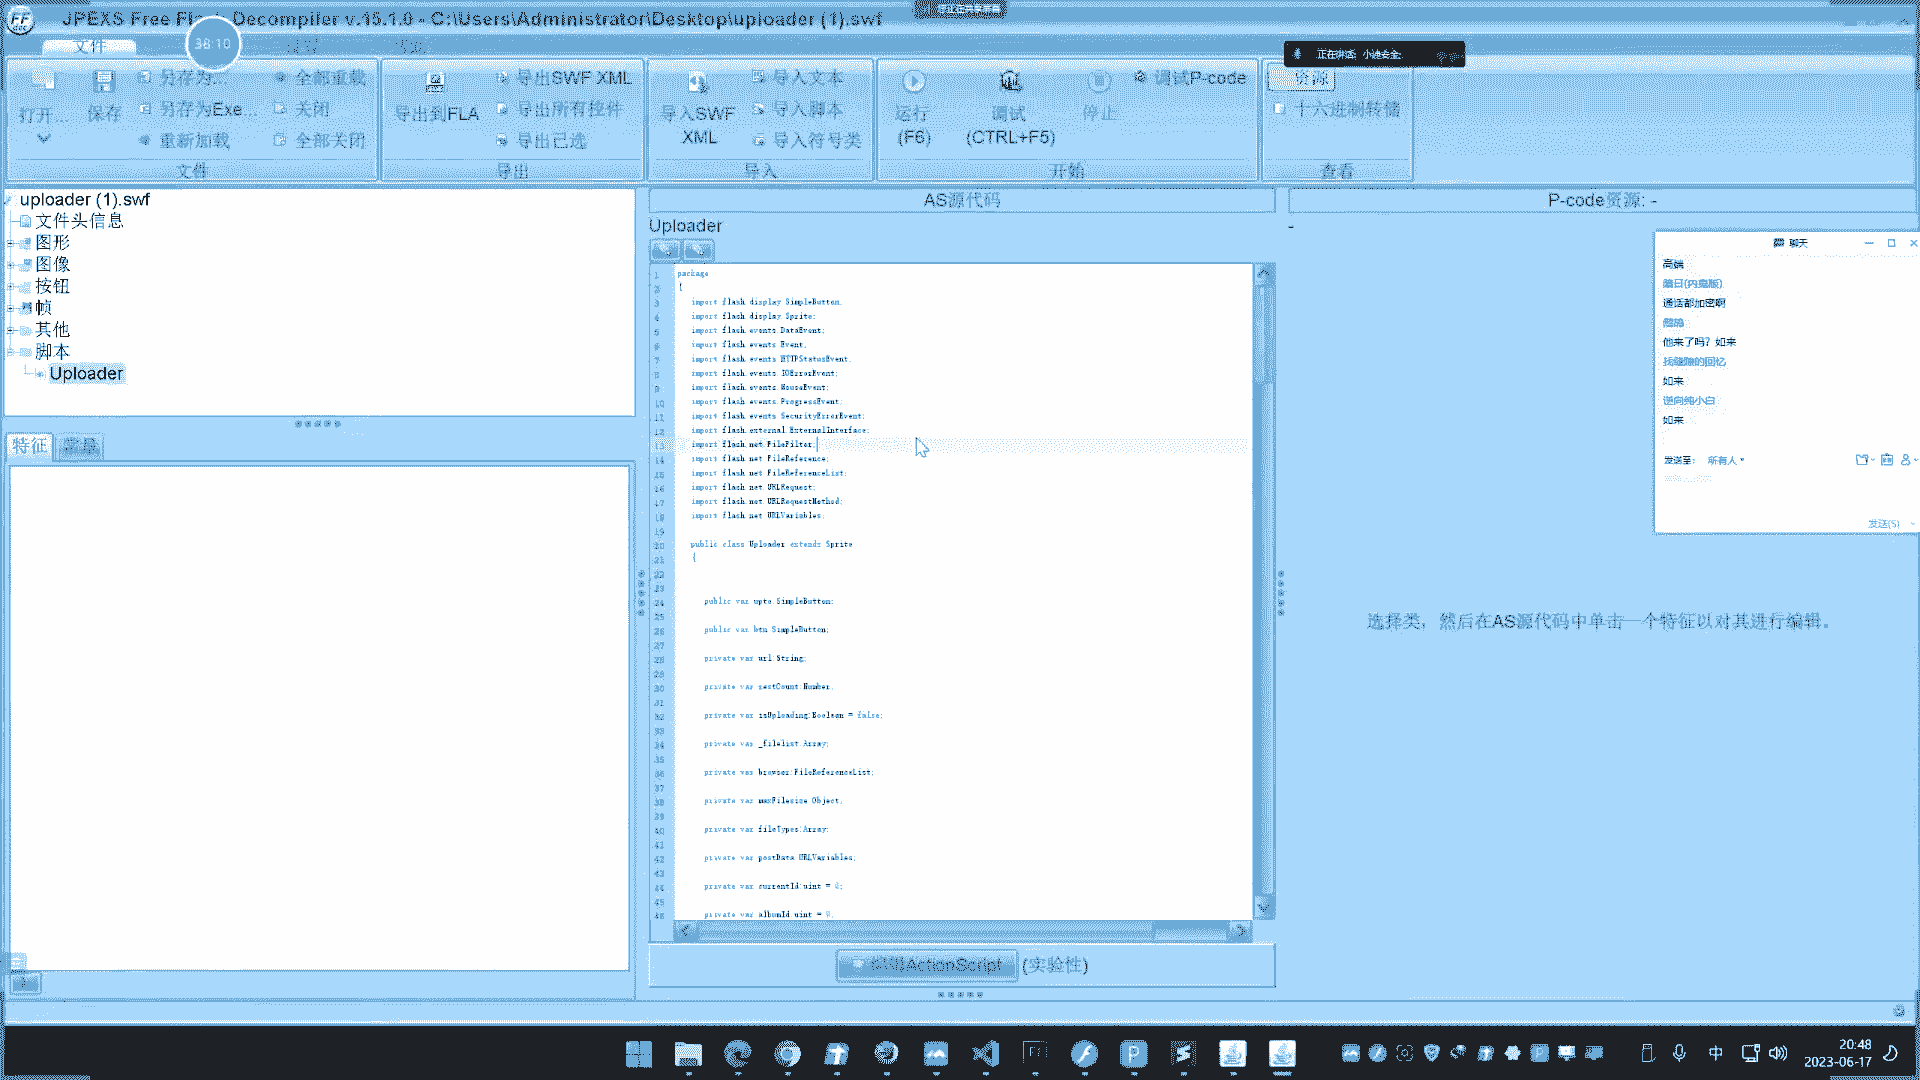 JPEXS Free Fl
Decompiler v.15.1.0 - C:\Users\Administrator\Desktop\uploader (1).swf
38:10
文件
打开...
保存
另存为...
另存为Exe...
重新加载
全部重载
关闭
全部关闭
文件
导出到FLA
导出SWF XML
导出所有控件
导出已选
导出
导入SWF
XML
导入文本
导入脚本
导入符号类
导入
运行
(F6)
调试
(CTRL+F5)
停止
调试P-code
开始
资源
十六进制转储
查看
uploader (1).swf
文件头信息
图形
图像
按钮
帧
其他
脚本
Uploader
特征
常量
AS源代码
Uploader
package
{
import flash.display.SimpleButton;
import flash.display.Sprite;
import flash.events.DataEvent;
import flash.events.Event;
import flash.events.HTTPStatusEvent;
import flash.events.IOErrorEvent;
import flash.events.MouseEvent;
import flash.events.ProgressEvent;
import flash.events.SecurityErrorEvent;
import flash.external.ExternalInterface;
import flash.net.FileFilter;
import flash.net.FileReference;
import flash.net.FileReferenceList;
import flash.net.URLRequest;
import flash.net.URLRequestMethod;
import flash.net.URLVariables;
public class Uploader extends Sprite
{
public var upto:SimpleButton;
public var btn:SimpleButton;
private var url:String;
private var restCount:Number;
private var isUploading:Boolean = false;
private var _filelist:Array;
private var browser:FileReferenceList;
private var maxFilesize:Object;
private var fileTypes:Array;
private var postData:URLVariables;
private var currentId:uint = 0;
private var albumId:uint = 0;
编辑ActionScript
(实验性)
P-code资源: -
-
选择类，然后在AS源代码中单击一个特征以对其进行编辑。
聊天
高端
通话都加密啊
他来了吗? 如来
找缝隙的回忆
如来
逆向纯小白
如来
发送至:
所有人
发送(S)
中
20:48
2023-06-17